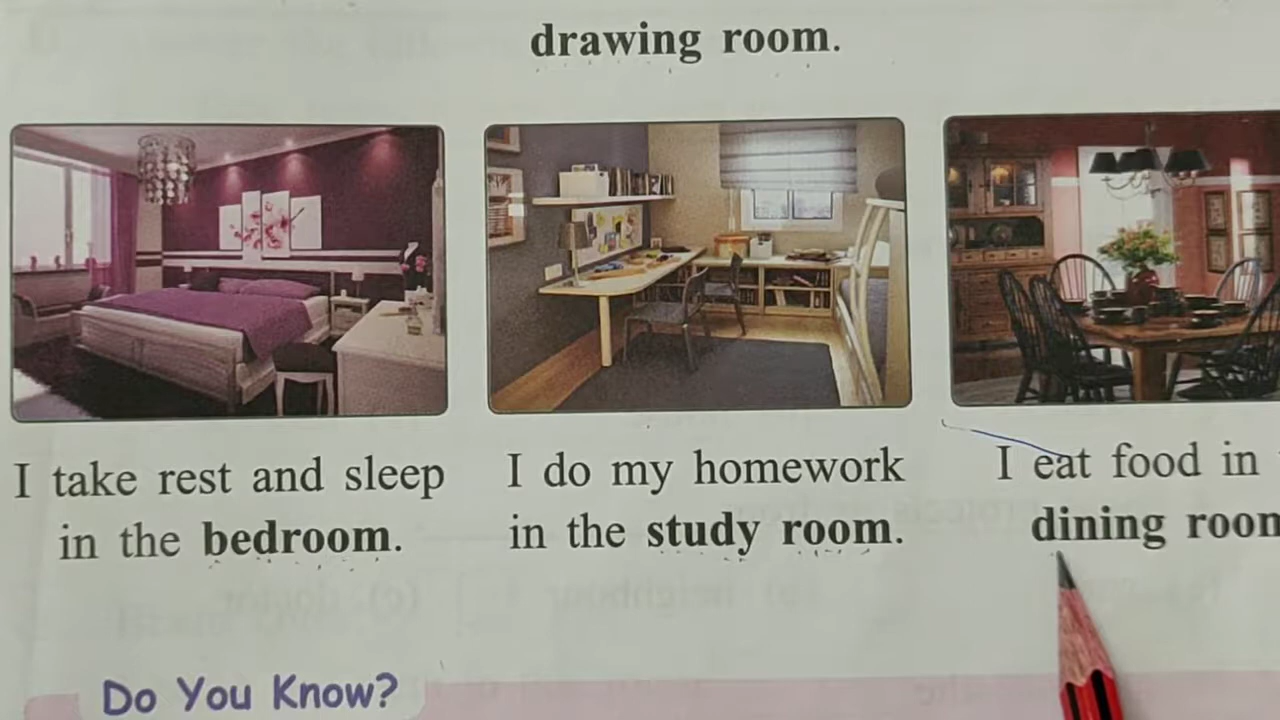 drawing room.
I take rest and sleep
in the bedroom.
I do my homework
in the study room.
I eat food in
dining room
Do You Know?